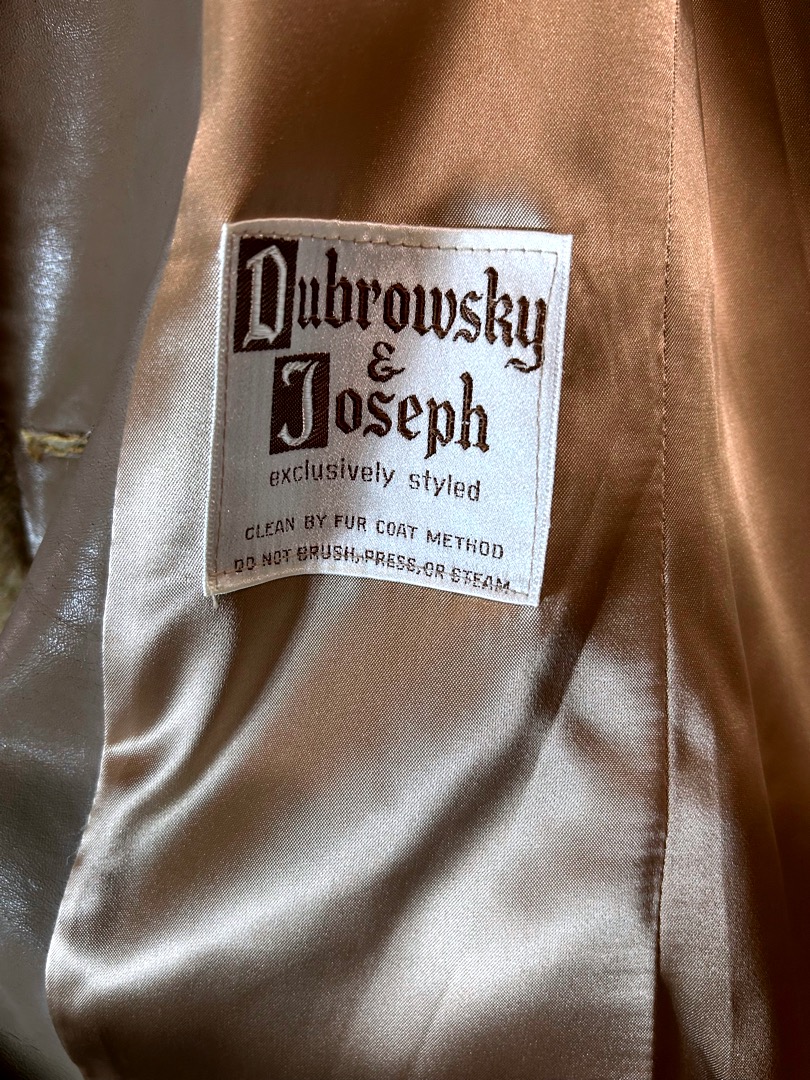 Dubrowsky
&
Joseph
exclusively styled
CLEAN BY FUR COAT METHOD
DO NOT BRUSH, PRESS, OR STEAM